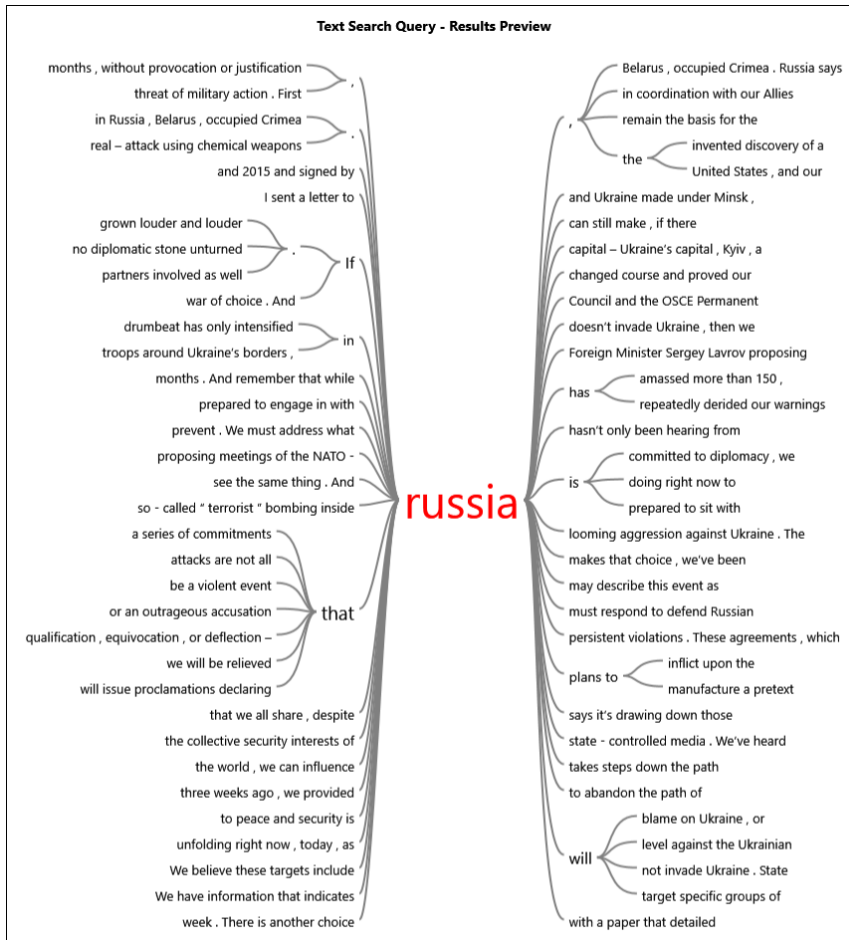 Text Search Query - Results Preview
months , without provocation or justification
threat of military action . First
,
in Russia , Belarus , occupied Crimea
real – attack using chemical weapons
.
and 2015 and signed by
I sent a letter to
grown louder and louder
no diplomatic stone unturned
partners involved as well
.
war of choice . And
If
drumbeat has only intensified
troops around Ukraine's borders ,
in
months . And remember that while
prepared to engage in with
prevent . We must address what
proposing meetings of the NATO -
see the same thing . And
so - called “ terrorist “ bombing inside
a series of commitments
attacks are not all
be a violent event
or an outrageous accusation
qualification , equivocation , or deflection –
we will be relieved
will issue proclamations declaring
that
that we all share , despite
the collective security interests of
the world , we can influence
three weeks ago , we provided
to peace and security is
unfolding right now , today , as
We believe these targets include
We have information that indicates
week . There is another choice
russia
,
Belarus , occupied Crimea . Russia says
in coordination with our Allies
remain the basis for the
the
invented discovery of a
United States , and our
and Ukraine made under Minsk ,
can still make , if there
capital – Ukraine's capital , Kyiv , a
changed course and proved our
Council and the OSCE Permanent
doesn't invade Ukraine , then we
Foreign Minister Sergey Lavrov proposing
has
amassed more than 150 ,
repeatedly derided our warnings
hasn't only been hearing from
is
committed to diplomacy , we
doing right now to
prepared to sit with
looming aggression against Ukraine . The
makes that choice , we've been
may describe this event as
must respond to defend Russian
persistent violations . These agreements , which
plans to
inflict upon the
manufacture a pretext
says it's drawing down those
state - controlled media . We've heard
takes steps down the path
to abandon the path of
will
blame on Ukraine , or
level against the Ukrainian
not invade Ukraine . State
target specific groups of
with a paper that detailed